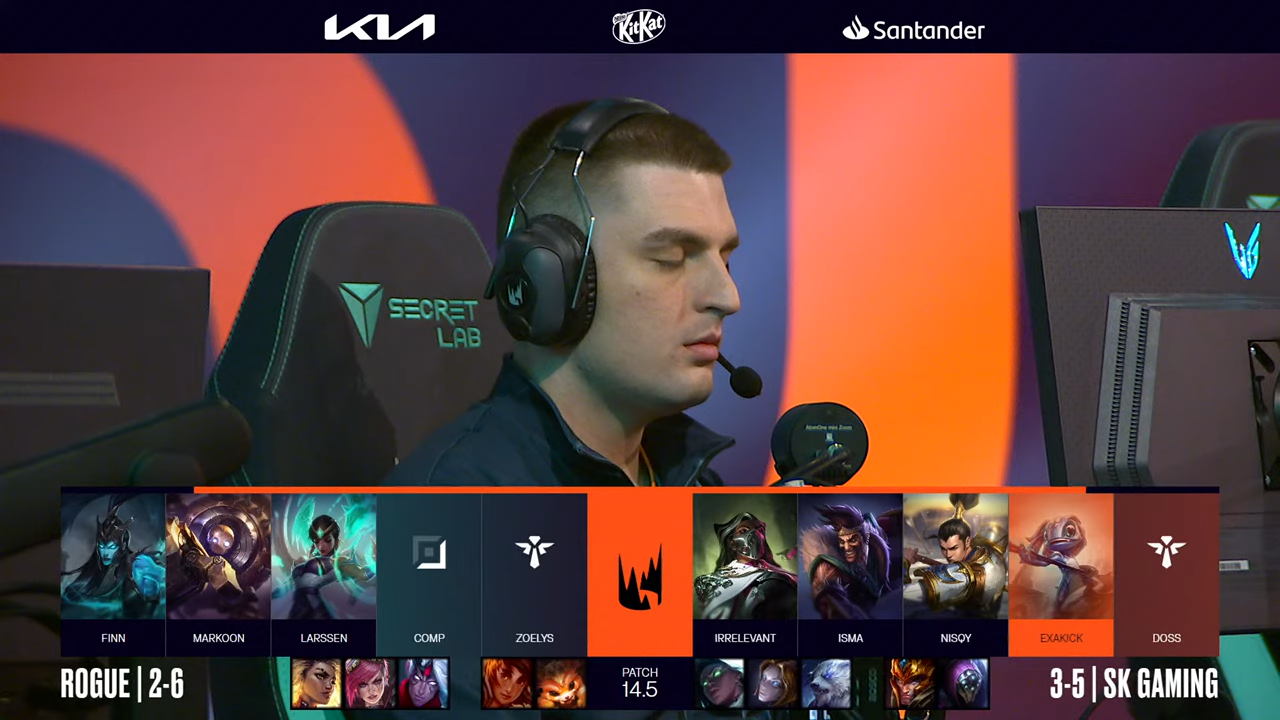 KIA
Nestlé
KitKat
Santander
SECRET
LAB
FINN
MARKOON
LARSSEN
COMP
ZOELYS
IRRELEVANT
ISMA
NISQY
EXAKICK
DOSS
ROGUE | 2-6
PATCH
14.5
3-5 | SK GAMING